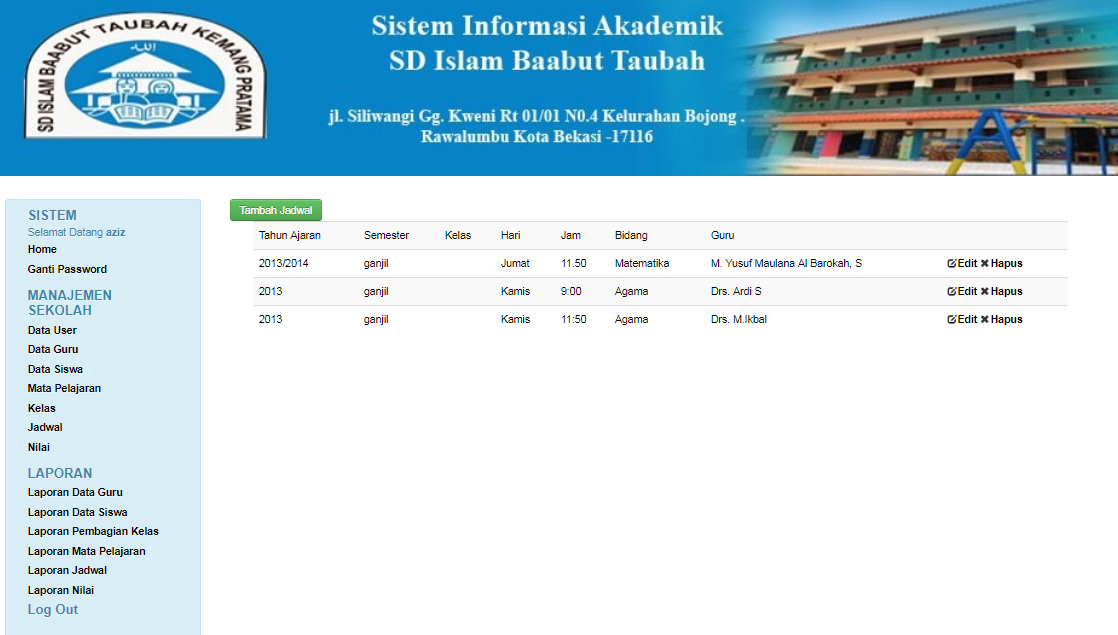 SD ISLAM BAABUT TAUBAH KEMANG PRATAMA
الله
Sistem Informasi Akademik
SD Islam Baabut Taubah
jl. Siliwangi Gg. Kweni Rt 01/01 N0.4 Kelurahan Bojong .
Rawalumbu Kota Bekasi -17116
SISTEM
Selamat Datang aziz
Home
Ganti Password
MANAJEMEN
SEKOLAH
Data User
Data Guru
Data Siswa
Mata Pelajaran
Kelas
Jadwal
Nilai
LAPORAN
Laporan Data Guru
Laporan Data Siswa
Laporan Pembagian Kelas
Laporan Mata Pelajaran
Laporan Jadwal
Laporan Nilai
Log Out
Tambah Jadwal
Tahun Ajaran Semester Kelas Hari Jam Bidang Guru
2013/2014 ganjil Jumat 11.50 Matematika M. Yusuf Maulana Al Barokah, S Edit Hapus
2013 ganjil Kamis 9:00 Agama Drs. Ardi S Edit Hapus
2013 ganjil Kamis 11:50 Agama Drs. M.Ikbal Edit Hapus